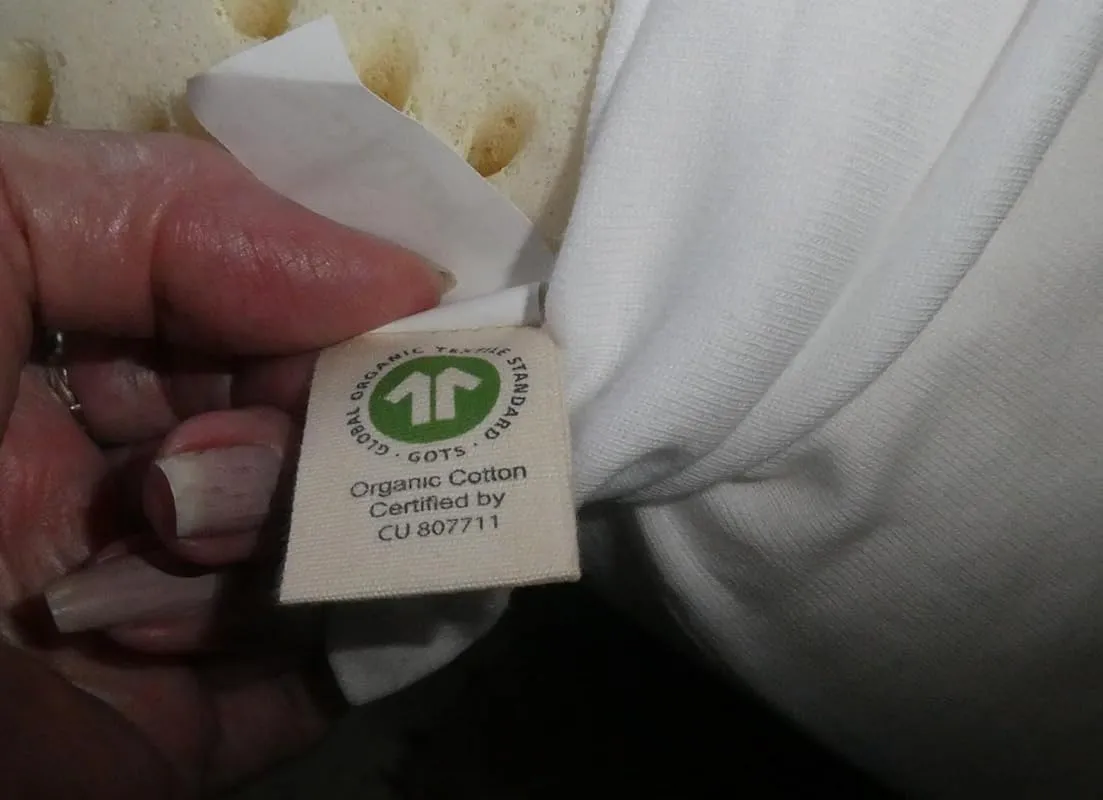 GLOBAL ORGANIC TEXTILE STANDARD
· GOTS ·
Organic Cotton
Certified by
CU 807711